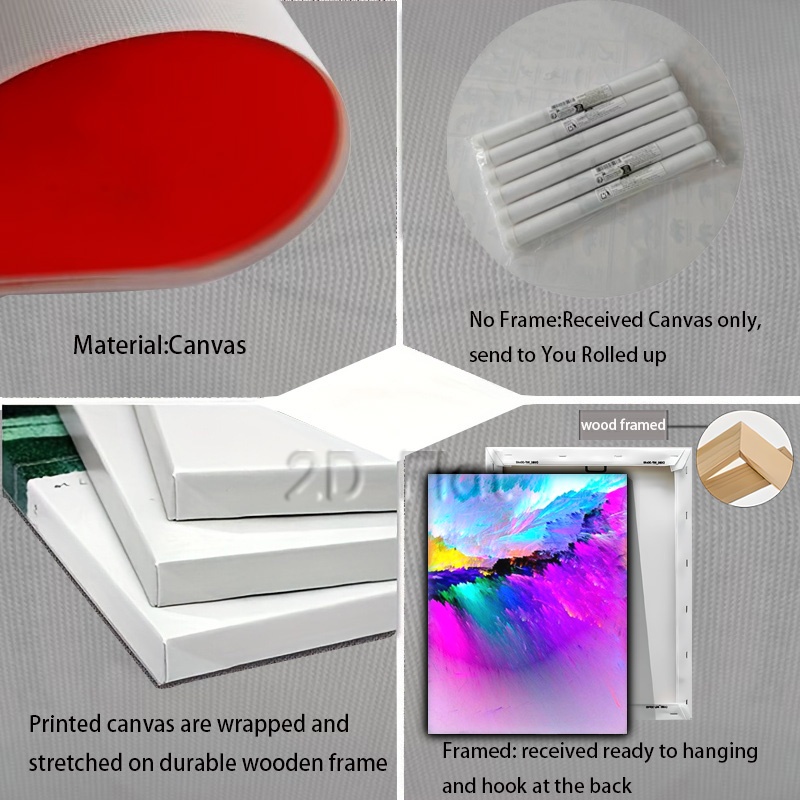 Material:Canvas
No Frame:Received Canvas only,
send to You Rolled up
wood framed
2D
Printed canvas are wrapped and
stretched on durable wooden frame
Framed: received ready to hanging
and hook at the back